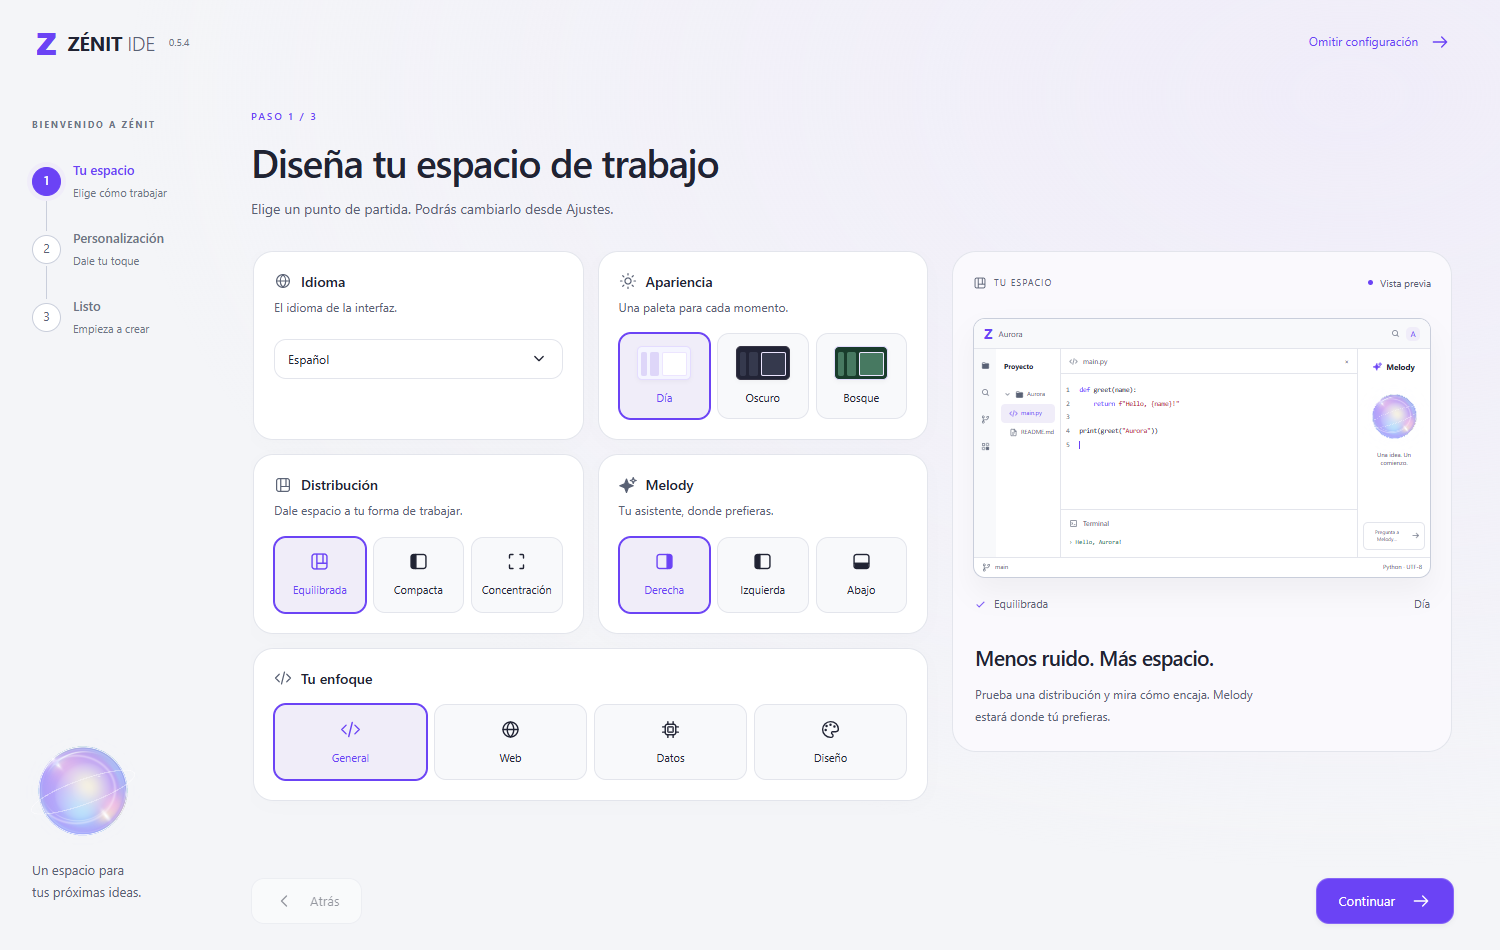 Z ZÉNIT IDE 0.5.4
Omitir configuración
BIENVENIDO A ZÉNIT
1
Tu espacio
Elige cómo trabajar
2
Personalización
Dale tu toque
3
Listo
Empieza a crear
Un espacio para
tus próximas ideas.
PASO 1 / 3
Diseña tu espacio de trabajo
Elige un punto de partida. Podrás cambiarlo desde Ajustes.
Idioma
El idioma de la interfaz.
Español
Apariencia
Una paleta para cada momento.
Día
Oscuro
Bosque
Distribución
Dale espacio a tu forma de trabajar.
Equilibrada
Compacta
Concentración
Melody
Tu asistente, donde prefieras.
Derecha
Izquierda
Abajo
Tu enfoque
General
Web
Datos
Diseño
TU ESPACIO
Vista previa
Z Aurora
A
Proyecto
Aurora
main.py
README.md
main.py
1 def greet(name):
2 return f"Hello, {name}!"
3
4 print(greet("Aurora"))
5
Terminal
› Hello, Aurora!
Melody
Una idea. Un
comienzo.
Pregunta a
Melody...
main
Python · UTF-8
Equilibrada
Día
Menos ruido. Más espacio.
Prueba una distribución y mira cómo encaja. Melody
estará donde tú prefieras.
Atrás
Continuar